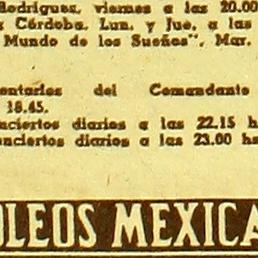 Rodríguez, viernes a las 20.00
Córdoba, Lun. y Jue. a las
Mundo de los Sueños", Mar.
entarios del Comandante
18.45.
nciertos diarios a las 22.15 h
nciertos diarios a las 23.00 hs
OLEOS MEXICA